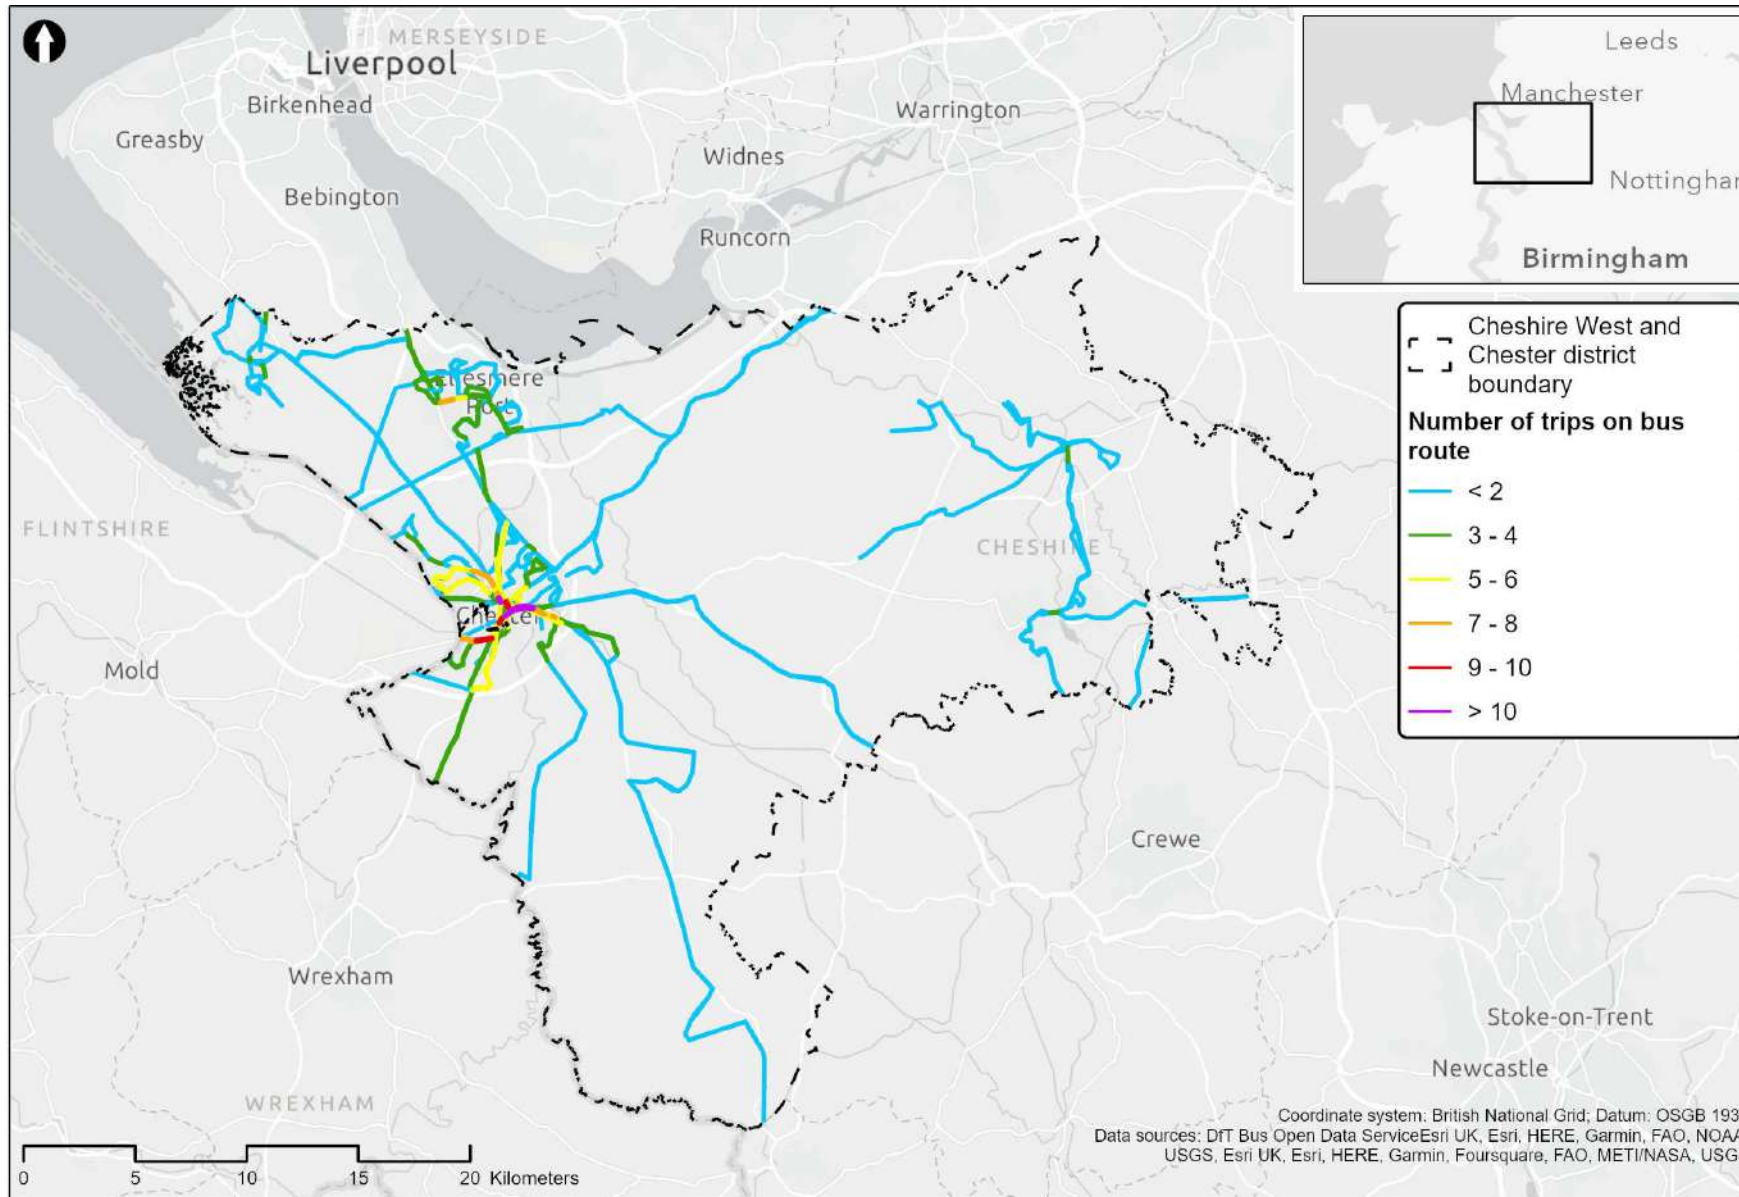 MERSEYSIDE
Liverpool
Birkenhead
Greasby
Bebington
Warrington
Widnes
Runcorn
Leeds
Manchester
Nottinghar
Birmingham
Ellesmere
Port
FLINTSHIRE
CHESHIRE
Chester
Mold
Crewe
Wrexham
WREXHAM
Stoke-on-Trent
Newcastle
Cheshire West and
Chester district
boundary
Number of trips on bus
route
< 2
3 - 4
5 - 6
7 - 8
9 - 10
> 10
0 5 10 15 20 Kilometers
Coordinate system: British National Grid; Datum: OSGB 193
Data sources: DfT Bus Open Data ServiceEsri UK, Esri, HERE, Garmin, FAO, NOAA
USGS, Esri UK, Esri, HERE, Garmin, Foursquare, FAO, METI/NASA, USG